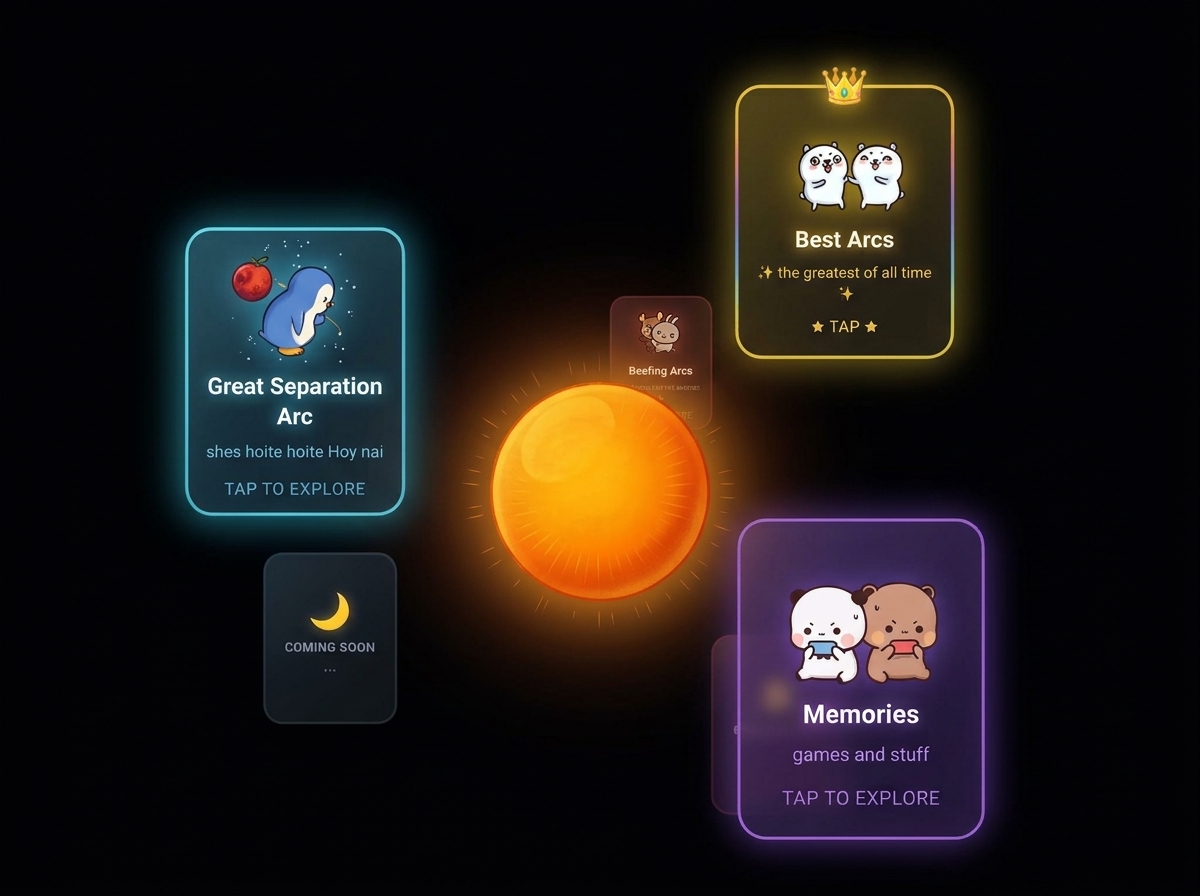 Best Arcs
✨ the greatest of all time
✨
★ TAP ★
Great Separation
Arc
shes hoite hoite Hoy nai
TAP TO EXPLORE
Beefing Arcs
COMING SOON
...
Memories
games and stuff
TAP TO EXPLORE